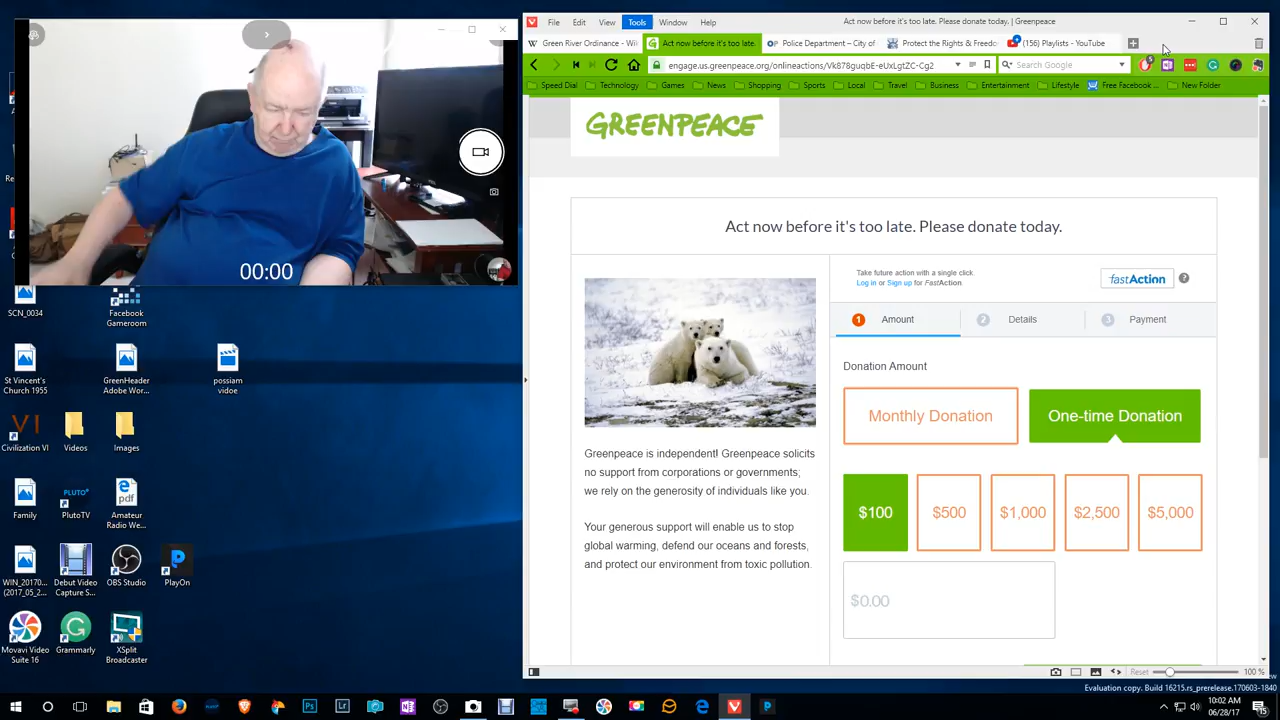 00:00
SCN_0034
Facebook
Gameroom
St Vincent's
Church 1955
GreenHeader
Adobe Wor...
possiam
vidoe
Civilization VI
Videos
Images
Family
PlutoTV
Amateur
Radio We...
WIN_20170...
(2017_05_2...
Debut Video
Capture S...
OBS Studio
PlayOn
Movavi Video
Suite 16
Grammarly
XSplit
Broadcaster
File Edit View Tools Window Help
Act now before it's too late. Please donate today. | Greenpeace
Green River Ordinance - Wi
Act now before it's too late.
Police Department – City of
Protect the Rights & Freedo
(156) Playlists - YouTube
engage.us.greenpeace.org/onlineactions/Vk878guqbE-eUxLgtZC-Cg2
Search Google
Speed Dial Technology Games News Shopping Sports Local Travel Business Entertainment Lifestyle Free Facebook ... New Folder
GREENPEACE
Act now before it's too late. Please donate today.
Take future action with a single click.
Log in or Sign up for FastAction
fastAction ?
1 Amount 2 Details 3 Payment
Donation Amount
Monthly Donation
One-time Donation
$100 $500 $1,000 $2,500 $5,000
$0.00
Greenpeace is independent! Greenpeace solicits
no support from corporations or governments;
we rely on the generosity of individuals like you.
Your generous support will enable us to stop
global warming, defend our oceans and forests,
and protect our environment from toxic pollution.
Reset
100 %
Evaluation copy. Build 16215.rs_prerelease.170603-1840
10:02 AM
06/28/17